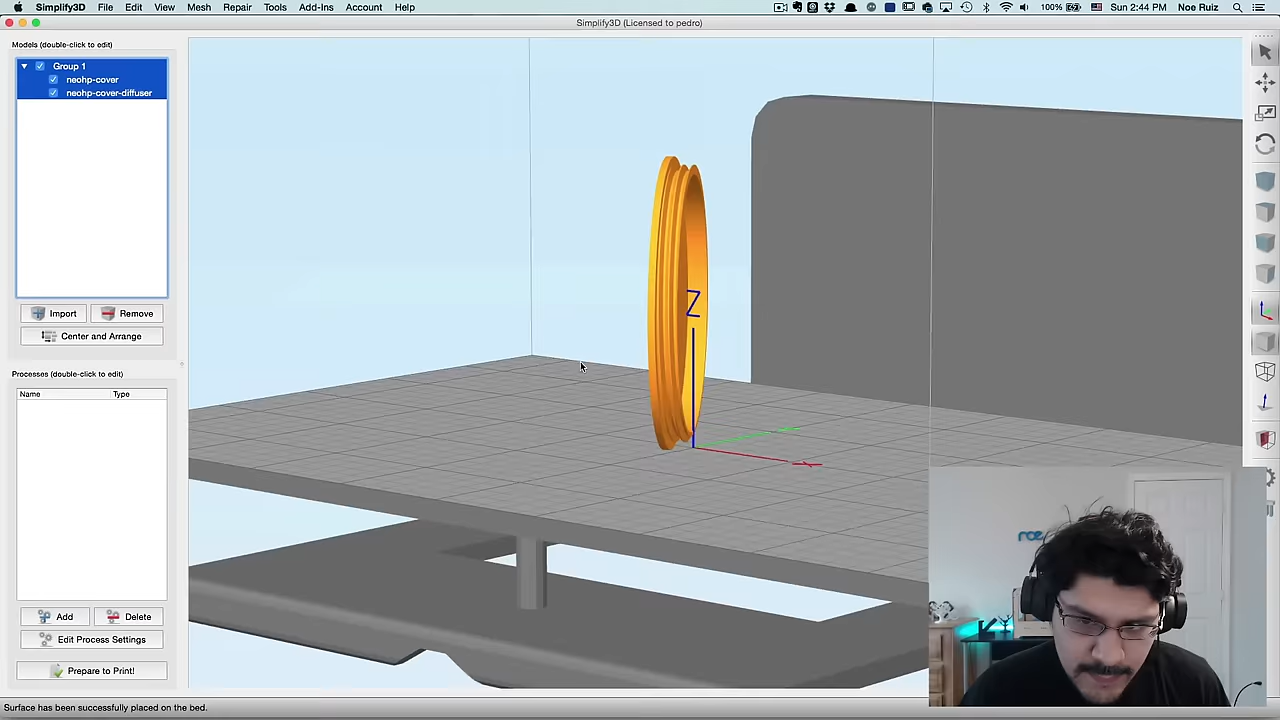 Simplify3D File Edit View Mesh Repair Tools Add-Ins Account Help
100% Sun 2:44 PM Noe Ruiz
Simplify3D (Licensed to pedro)
Models (double-click to edit)
Group 1
neohp-cover
neohp-cover-diffuser
Import Remove
Center and Arrange
Processes (double-click to edit)
Name Type
Add Delete
Edit Process Settings
Prepare to Print!
Z
Surface has been successfully placed on the bed.